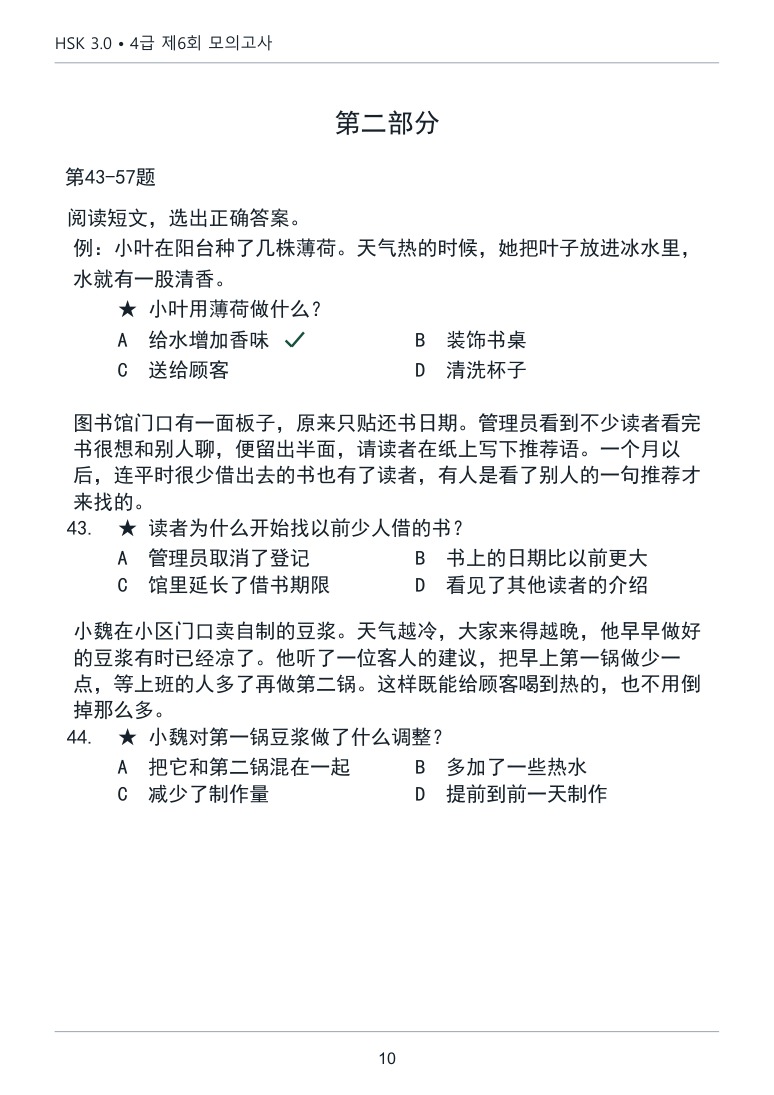 HSK 3.0 • 4급 제6회 모의고사
第二部分
第43-57题
阅读短文，选出正确答案。
例：小叶在阳台种了几株薄荷。天气热的时候，她把叶子放进冰水里，
水就有一股清香。
★ 小叶用薄荷做什么？
A 给水增加香味 ✓ B 装饰书桌
C 送给顾客 D 清洗杯子
图书馆门口有一面板子，原来只贴还书日期。管理员看到不少读者看完
书很想和别人聊，便留出半面，请读者在纸上写下推荐语。一个月以
后，连平时很少借出去的书也有了读者，有人是看了别人的一句推荐才
来找的。
43. ★ 读者为什么开始找以前少人借的书？
A 管理员取消了登记 B 书上的日期比以前更大
C 馆里延长了借书期限 D 看见了其他读者的介绍
小魏在小区门口卖自制的豆浆。天气越冷，大家来得越晚，他早早做好
的豆浆有时已经凉了。他听了一位客人的建议，把早上第一锅做少一
点，等上班的人多了再做第二锅。这样既能给顾客喝到热的，也不用倒
掉那么多。
44. ★ 小魏对第一锅豆浆做了什么调整？
A 把它和第二锅混在一起 B 多加了一些热水
C 减少了制作量 D 提前到前一天制作
10